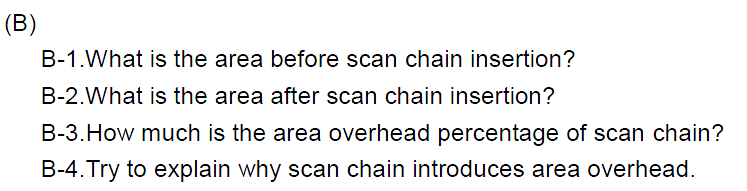 (B)
B-1.What is the area before scan chain insertion?
B-2.What is the area after scan chain insertion?
B-3.How much is the area overhead percentage of scan chain?
B-4.Try to explain why scan chain introduces area overhead.